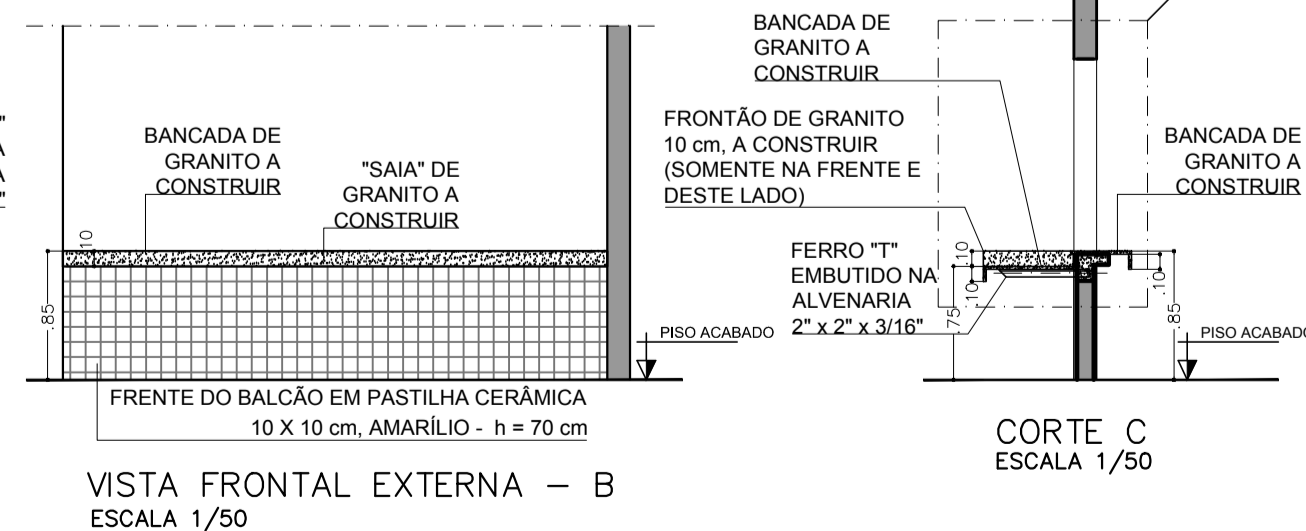 "
A
A
"
BANCADA DE
GRANITO A
CONSTRUIR
"SAIA" DE
GRANITO A
CONSTRUIR
.10
.85
PISO ACABADO
FRENTE DO BALCÃO EM PASTILHA CERÂMICA
10 X 10 cm, AMARÍLIO - h = 70 cm
VISTA FRONTAL EXTERNA - B
ESCALA 1/50
BANCADA DE
GRANITO A
CONSTRUIR
FRONTÃO DE GRANITO
10 cm, A CONSTRUIR
(SOMENTE NA FRENTE E
DESTE LADO)
BANCADA DE
GRANITO A
CONSTRUIR
FERRO "T"
EMBUTIDO NA
ALVENARIA
2" x 2" x 3/16"
.10
.10
.75
.10
.85
PISO ACABADO
CORTE C
ESCALA 1/50